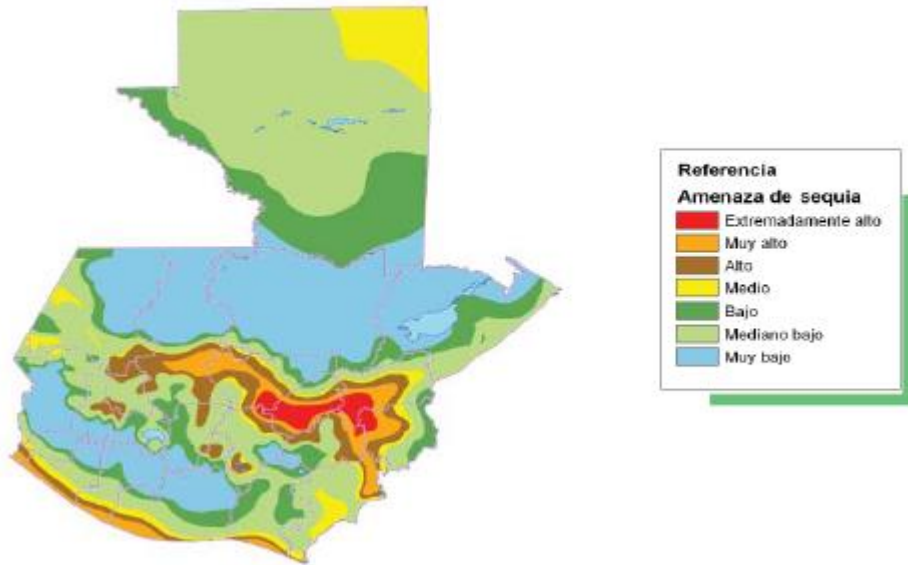 Referencia
Amenaza de sequia
Extremadamente alto
Muy alto
Alto
Medio
Bajo
Mediano bajo
Muy bajo